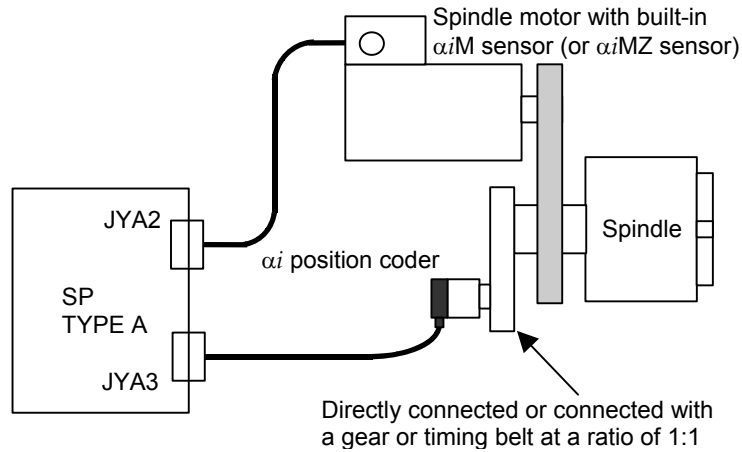 Spindle motor with built-in
αiM sensor (or αiMZ sensor)
JYA2
Spindle
αi position coder
SP
TYPE A
JYA3
Directly connected or connected with
a gear or timing belt at a ratio of 1:1